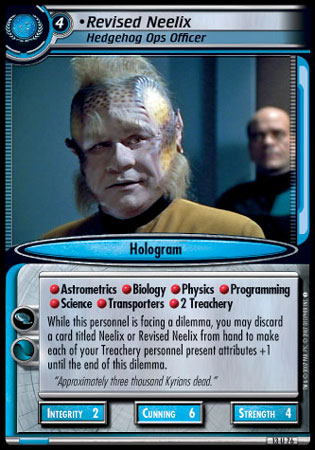 4
•Revised Neelix
Hedgehog Ops Officer
Hologram
Astrometrics Biology Physics Programming
Science Transporters 2 Treachery
While this personnel is facing a dilemma, you may discard
a card titled Neelix or Revised Neelix from hand to make
each of your Treachery personnel present attributes +1
until the end of this dilemma.
"Approximately three thousand Kyrians dead."
INTEGRITY 2 CUNNING 6 STRENGTH 4
13 U 74